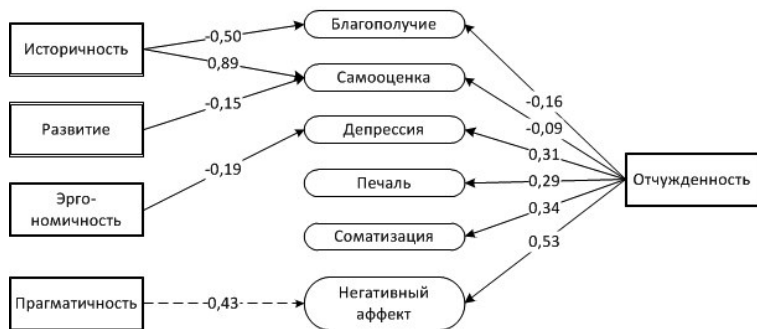 Историчность
Развитие
Эрго-
номичность
Прагматичность
-0,50
0,89
-0,15
-0,19
-0,43
Благополучие
Самооценка
Депрессия
Печаль
Соматизация
Негативный
аффект
-0,16
-0,09
0,31
0,29
0,34
0,53
Отчужденность